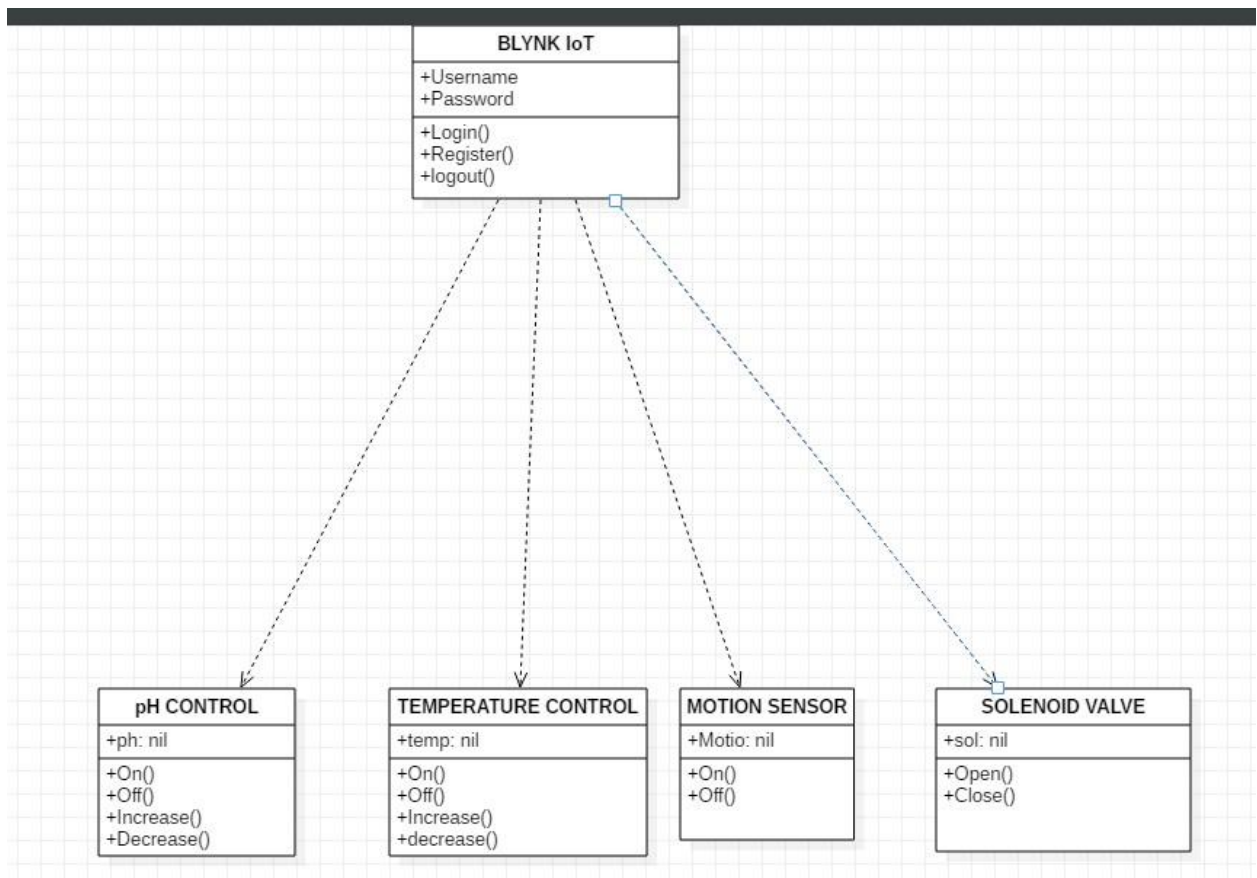 BLYNK IoT
+Username
+Password
+Login()
+Register()
+logout()
pH CONTROL
+ph: nil
+On()
+Off()
+Increase()
+Decrease()
TEMPERATURE CONTROL
+temp: nil
+On()
+Off()
+Increase()
+decrease()
MOTION SENSOR
+Motio: nil
+On()
+Off()
SOLENOID VALVE
+sol: nil
+Open()
+Close()